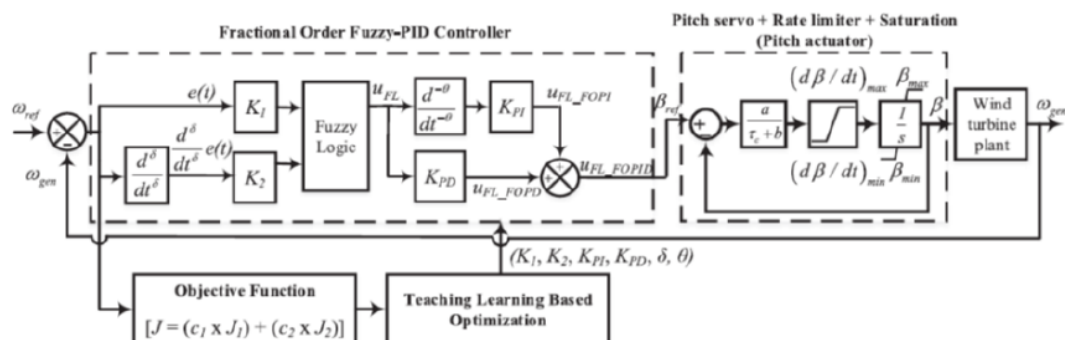 Fractional Order Fuzzy-PID Controller
Pitch servo + Rate limiter + Saturation
(Pitch actuator)
ω_ref
ω_gen
e(t)
K_1
d^δ
dt^δ
d^δ
dt^δ e(t)
K_2
Fuzzy
Logic
u_FL
d^-θ
dt^-θ
K_PI
u_FL_FOPI
K_PD
u_FL_FOPD
u_FL_FOPID
β_ref
a
τ_c + b
(dβ / dt)_max
(dβ / dt)_min
β_max
1
s
β_min
β
Wind
turbine
plant
ω_gen
(K_1, K_2, K_PI, K_PD, δ, θ)
Objective Function
[J = (c_1 x J_1) + (c_2 x J_2)]
Teaching Learning Based
Optimization